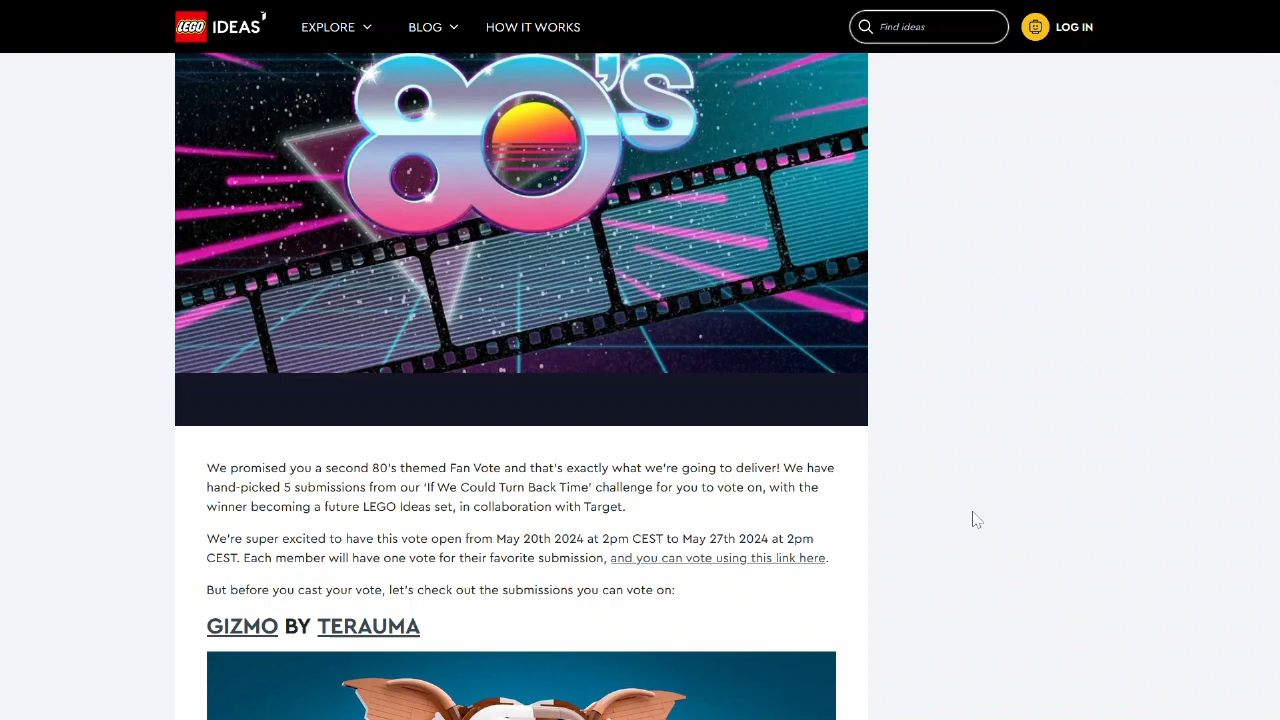 LEGO IDEAS EXPLORE BLOG HOW IT WORKS Find ideas LOG IN
80's
We promised you a second 80's themed Fan Vote and that's exactly what we're going to deliver! We have
hand-picked 5 submissions from our 'If We Could Turn Back Time' challenge for you to vote on, with the
winner becoming a future LEGO Ideas set, in collaboration with Target.
We're super excited to have this vote open from May 20th 2024 at 2pm CEST to May 27th 2024 at 2pm
CEST. Each member will have one vote for their favorite submission, and you can vote using this link here.
But before you cast your vote, let's check out the submissions you can vote on:
GIZMO BY TERAUMA